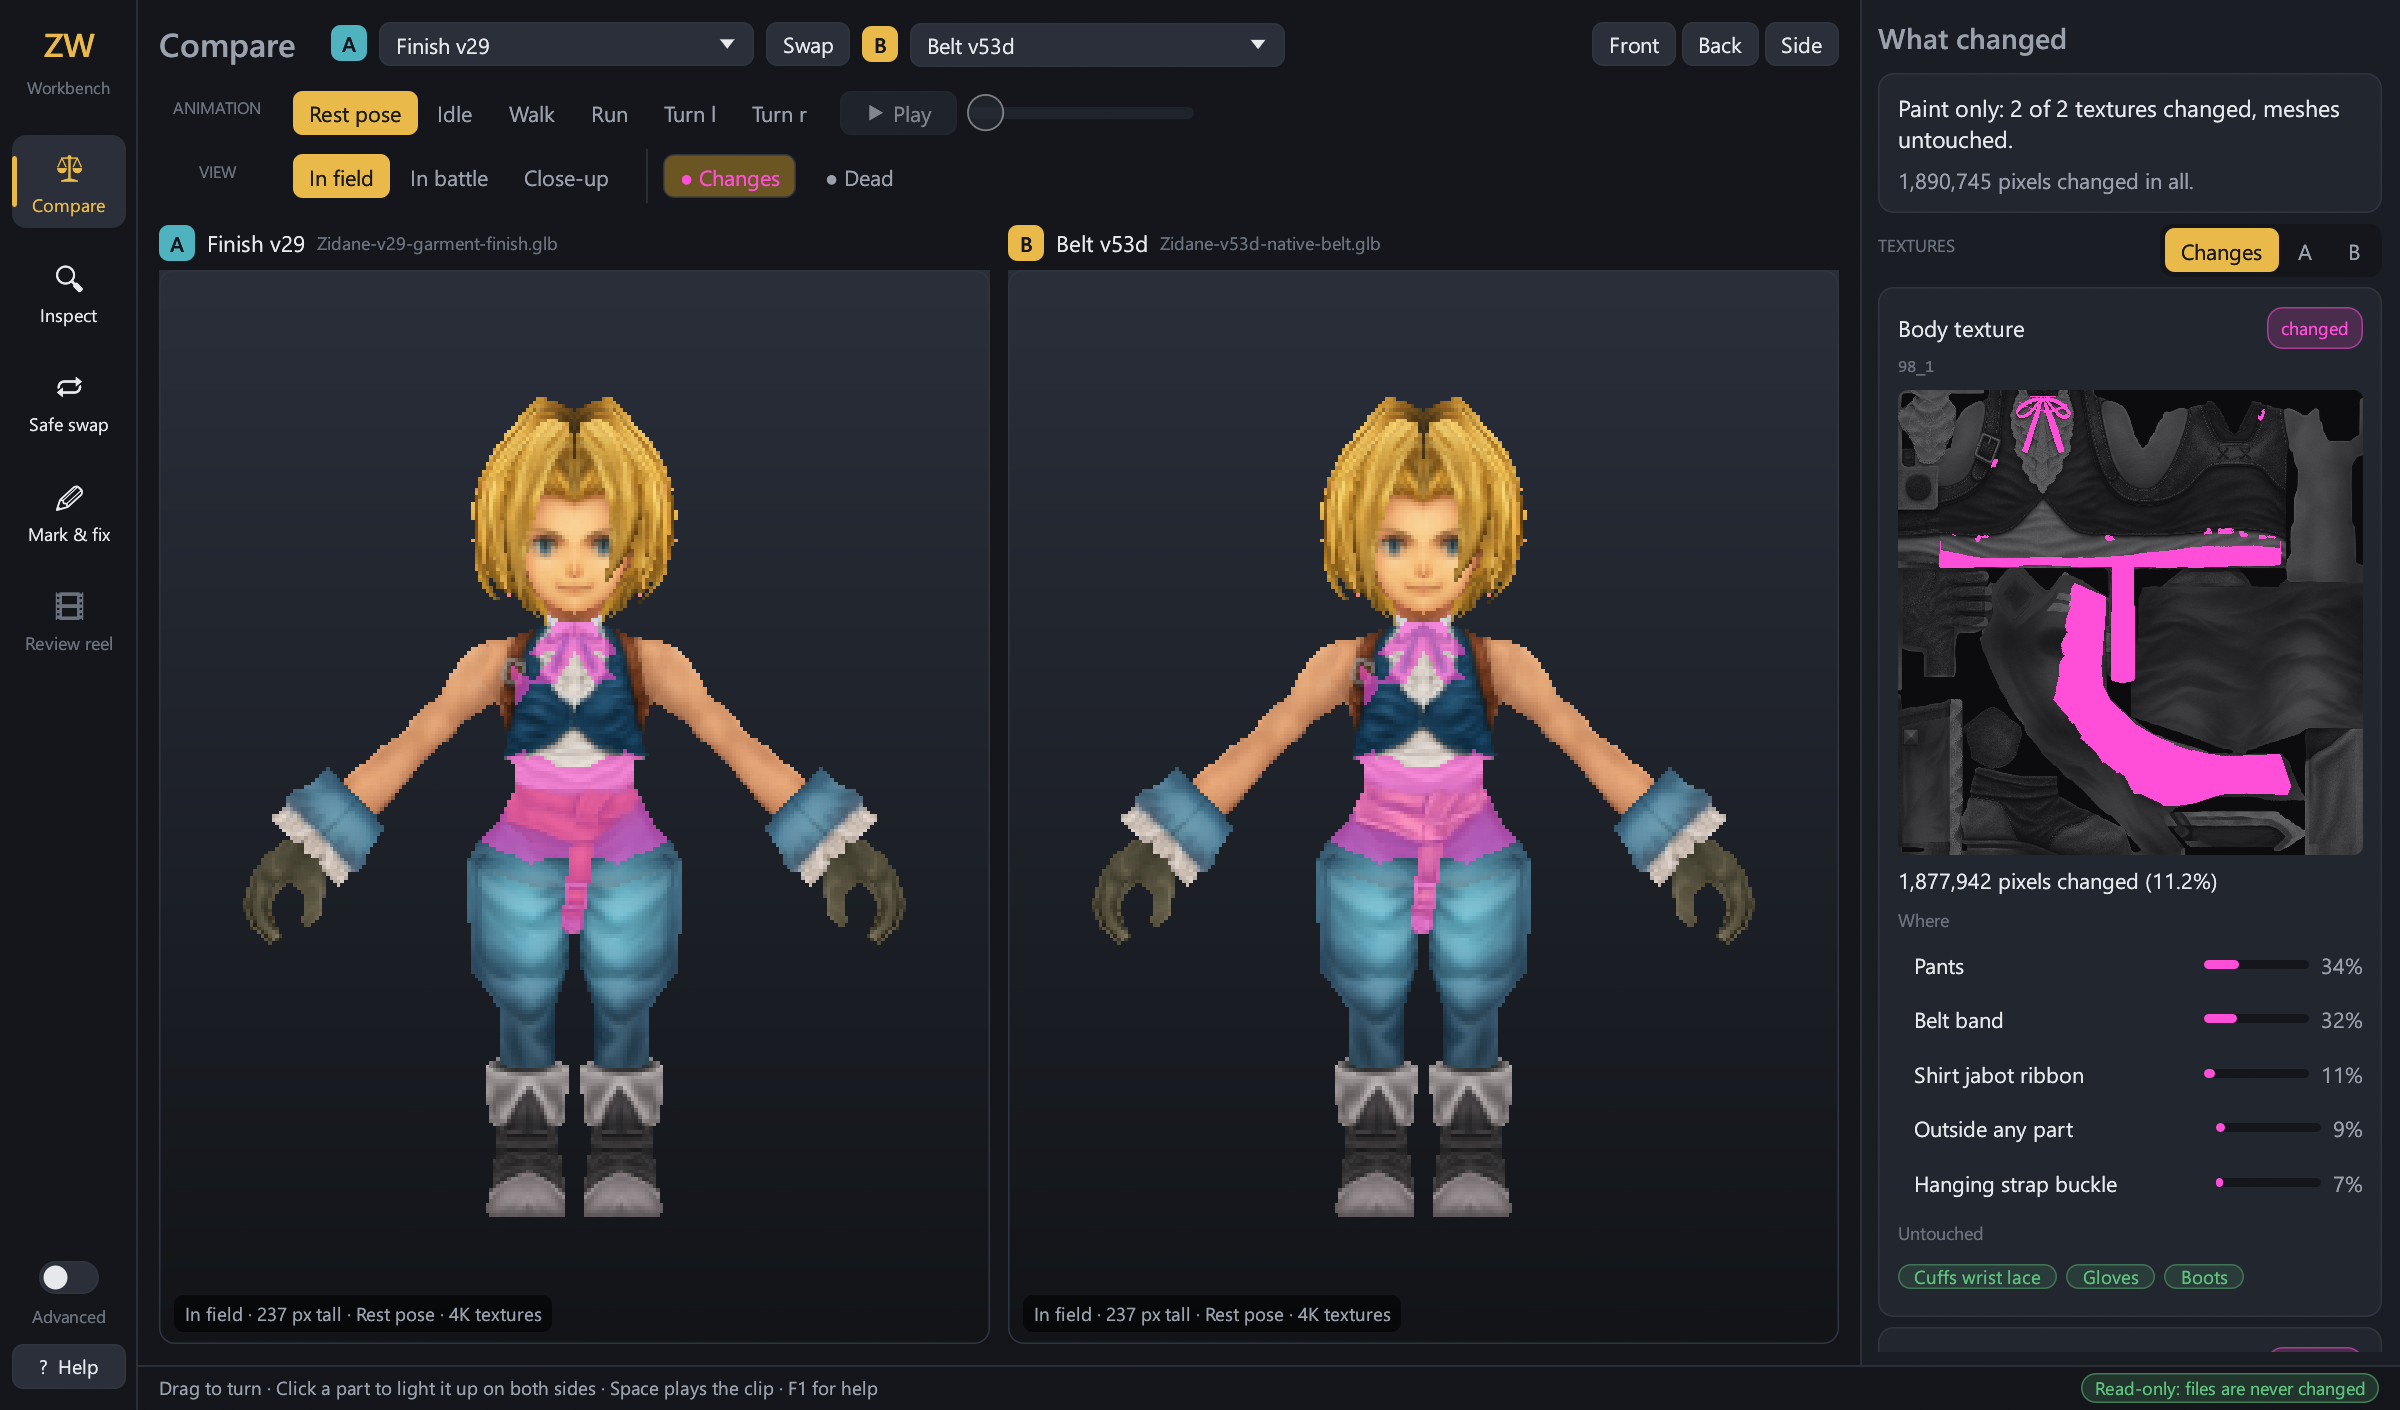 ZW
Workbench
Compare
Inspect
Safe swap
Mark & fix
Review reel
Advanced
? Help
Compare
A
Finish v29
Swap
B
Belt v53d
Front
Back
Side
ANIMATION
Rest pose
Idle
Walk
Run
Turn l
Turn r
Play
VIEW
In field
In battle
Close-up
Changes
Dead
A Finish v29 Zidane-v29-garment-finish.glb
B Belt v53d Zidane-v53d-native-belt.glb
In field · 237 px tall · Rest pose · 4K textures
In field · 237 px tall · Rest pose · 4K textures
Drag to turn · Click a part to light it up on both sides · Space plays the clip · F1 for help
What changed
Paint only: 2 of 2 textures changed, meshes
untouched.
1,890,745 pixels changed in all.
TEXTURES
Changes
A
B
Body texture
changed
98_1
1,877,942 pixels changed (11.2%)
Where
Pants 34%
Belt band 32%
Shirt jabot ribbon 11%
Outside any part 9%
Hanging strap buckle 7%
Untouched
Cuffs wrist lace
Gloves
Boots
Read-only: files are never changed